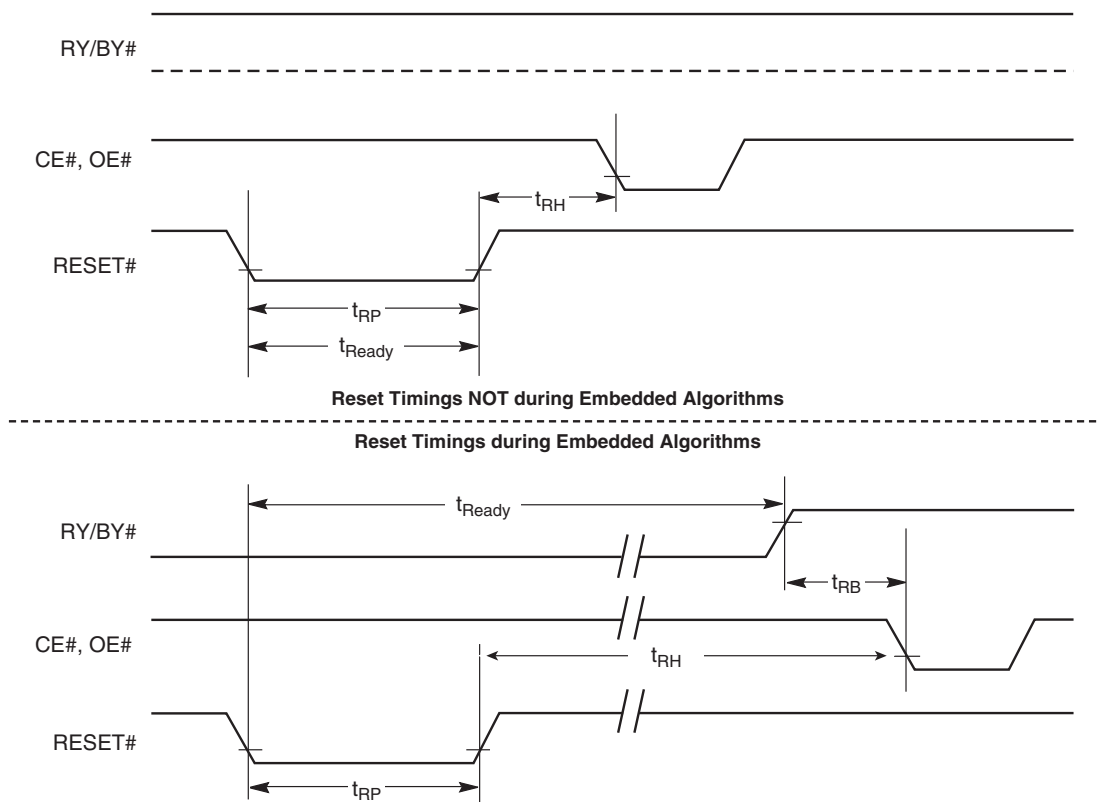 RY/BY#
CE#, OE#
tRH
RESET#
tRP
tReady
Reset Timings NOT during Embedded Algorithms
Reset Timings during Embedded Algorithms
tReady
RY/BY#
tRB
CE#, OE#
tRH
RESET#
tRP